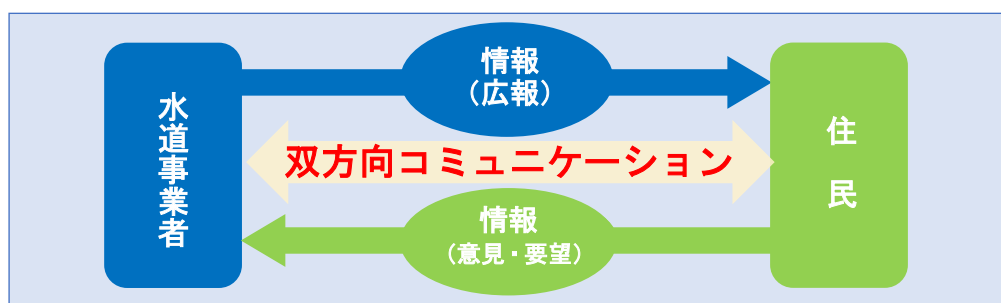 水道事業者
情報
（広報）
双方向コミュニケーション
情報
（意見・要望）
住民